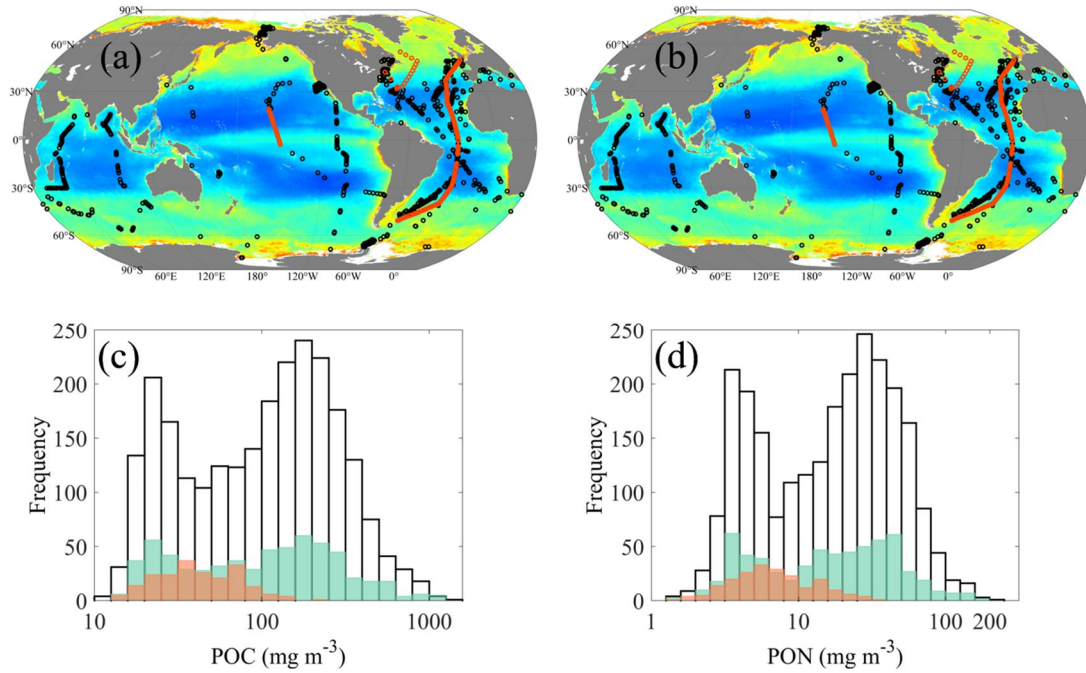 90°N 90°N
60°N (a) 60°N (b)
30°N 30°N
0° 0°
30°S 30°S
60°S 60°S
90°S 60°E 120°E 180° 120°W 60°W 0° 90°S 60°E 120°E 180° 120°W 60°W 0°
(c) (d)
250 250
200 200
150 150
100 100
50 50
0 0
Frequency Frequency
10 100 1000 1 10 100 200
POC (mg m⁻³) PON (mg m⁻³)